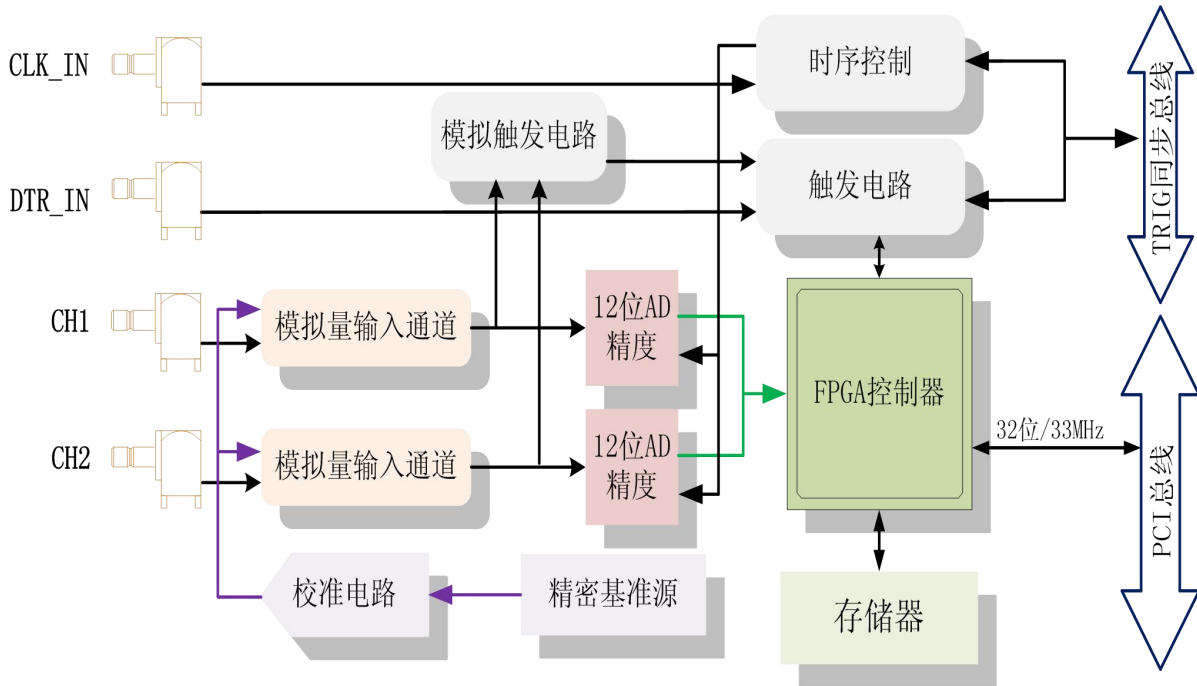 CLK_IN
时序控制
模拟触发电路
DTR_IN
触发电路
TRIG同步总线
CH1
模拟量输入通道
12位AD
精度
FPGA控制器
CH2
模拟量输入通道
12位AD
精度
32位/33MHz
PCI总线
校准电路
精密基准源
存储器